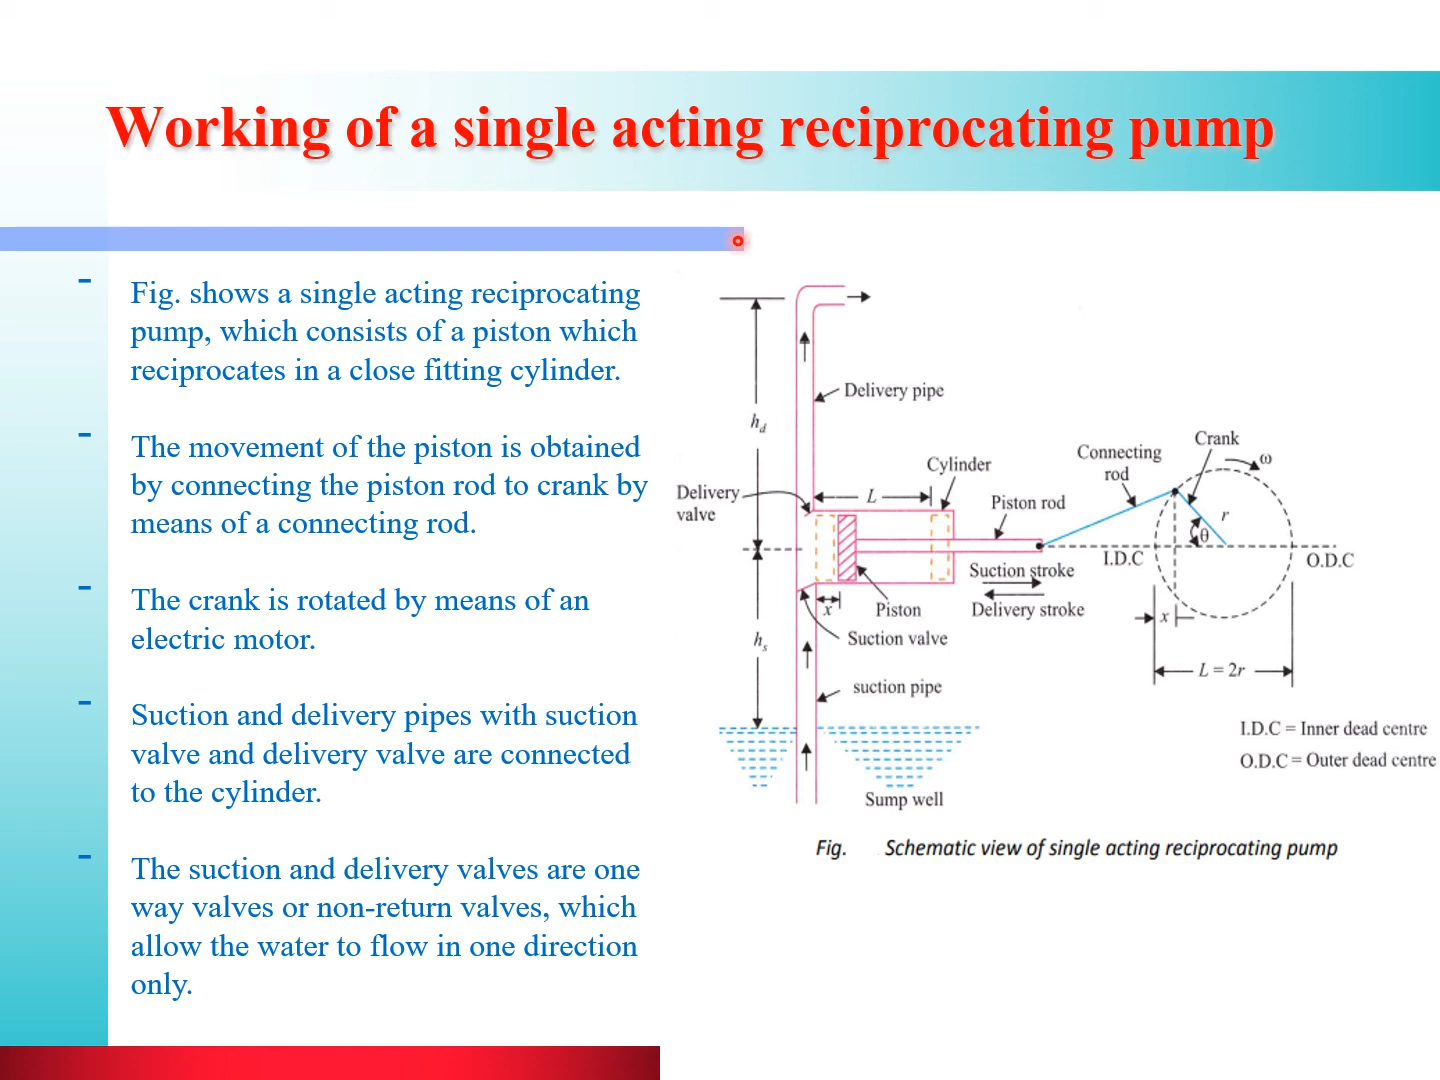 Working of a single acting reciprocating pump
- Fig. shows a single acting reciprocating
pump, which consists of a piston which
reciprocates in a close fitting cylinder.
- The movement of the piston is obtained
by connecting the piston rod to crank by
means of a connecting rod.
- The crank is rotated by means of an
electric motor.
- Suction and delivery pipes with suction
valve and delivery valve are connected
to the cylinder.
- The suction and delivery valves are one
way valves or non-return valves, which
allow the water to flow in one direction
only.
Delivery pipe
hd
Crank
Connecting
rod
ω
Cylinder
Delivery
valve
L
Piston rod
r
θ
I.D.C
O.D.C
Suction stroke
Delivery stroke
x
Piston
x
Suction valve
hs
L = 2r
suction pipe
I.D.C = Inner dead centre
O.D.C = Outer dead centre
Sump well
Fig. Schematic view of single acting reciprocating pump